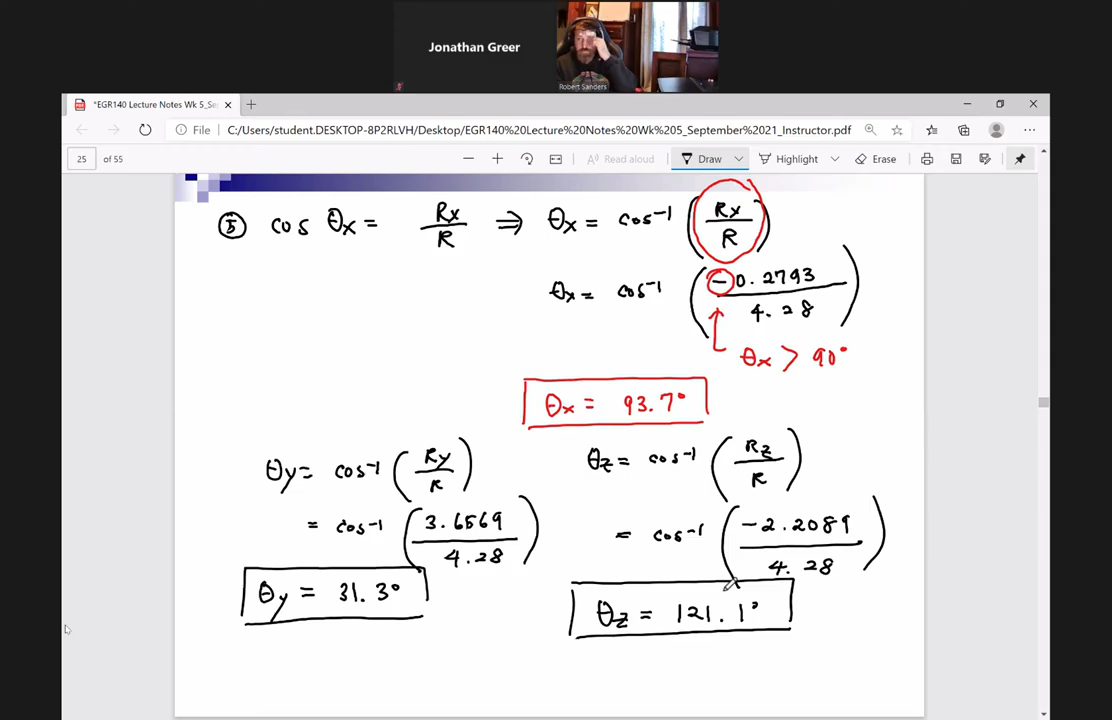 Jonathan Greer
Robert Sanders
*EGR140 Lecture Notes Wk 5_Se
File C:/Users/student.DESKTOP-8P2RLVH/Desktop/EGR140%20Lecture%20Notes%20Wk%205_September%202021_Instructor.pdf
25 of 55 Read aloud Draw Highlight Erase
⑤ cos θx = Rx/R ⇒ θx = cos⁻¹ (Rx/R)
θx = cos⁻¹ (-0.2793/4.28)
θx > 90°
θx = 93.7°
θy = cos⁻¹ (Ry/R)
= cos⁻¹ (3.6569/4.28)
θy = 31.3°
θz = cos⁻¹ (Rz/R)
= cos⁻¹ (-2.2089/4.28)
θz = 121.1°